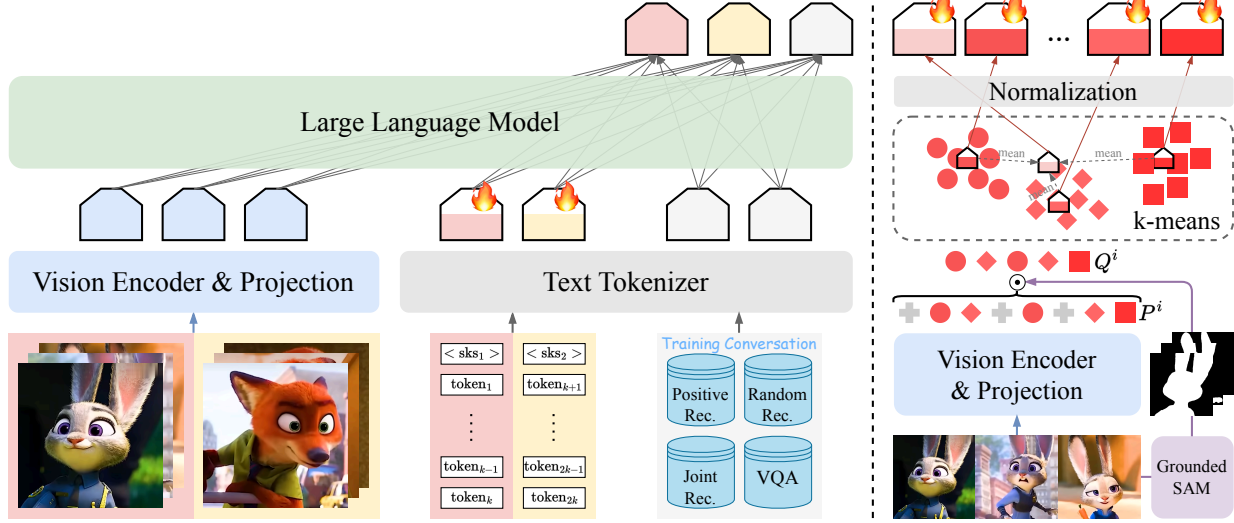 Large Language Model
Vision Encoder & Projection
Text Tokenizer
< sks₁ >
< sks₂ >
token₁
token_{k+1}
token_{k−1}
token_{2k−1}
token_k
token_{2k}
Training Conversation
Positive
Rec.
Random
Rec.
Joint
Rec.
VQA
...
Normalization
mean
mean
mean
k-means
Q^i
P^i
Vision Encoder
& Projection
Grounded
SAM